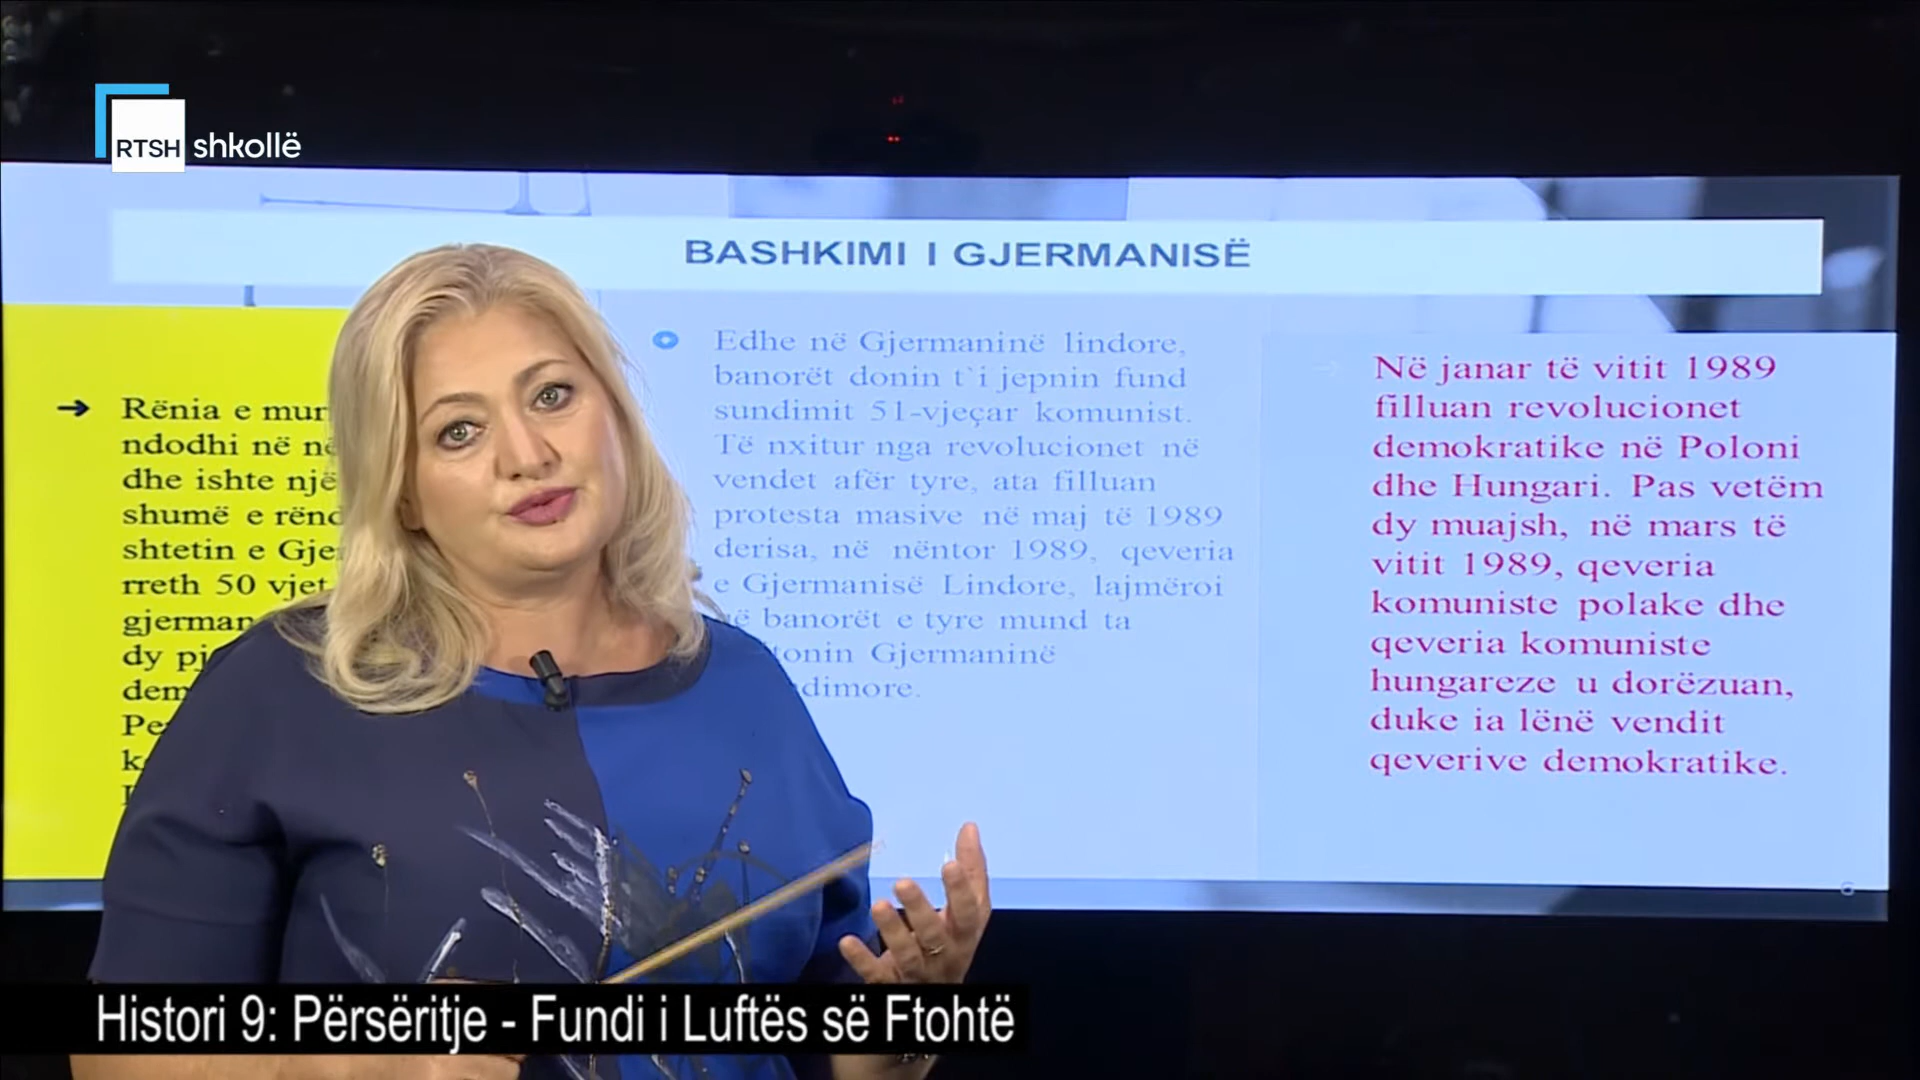 RTSH shkollë
BASHKIMI I GJERMANISË
Rënia e
ndodhi në
dhe ishte një
shumë e
shtetin e
rreth 50 vjet
dy
Edhe në Gjermaninë lindore,
banorët donin t`i jepnin fund
sundimit 51-vjeçar komunist.
Të nxitur nga revolucionet në
vendet afër tyre, ata filluan
protesta masive në maj të 1989
derisa, në nëntor 1989, qeveria
e Gjermanisë Lindore, lajmëroi
banorët e tyre mund ta
Gjermaninë
Në janar të vitit 1989
filluan revolucionet
demokratike në Poloni
dhe Hungari. Pas vetëm
dy muajsh, në mars të
vitit 1989, qeveria
komuniste polake dhe
qeveria komuniste
hungareze u dorëzuan,
duke ia lënë vendit
qeverive demokratike.
6
Histori 9: Përsëritje - Fundi i Luftës së Ftohtë